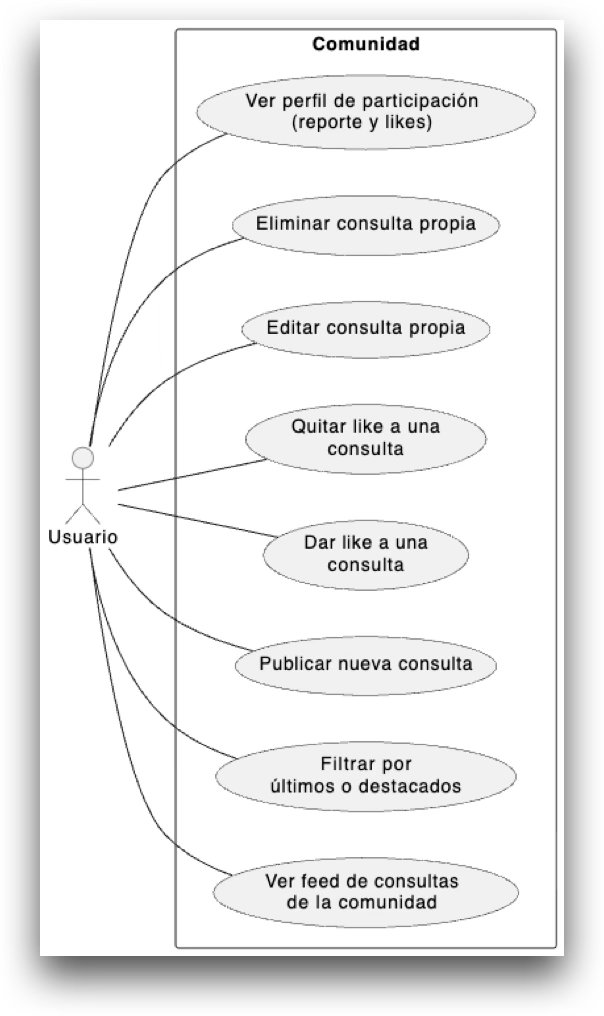 Comunidad
Ver perfil de participación
(reporte y likes)
Eliminar consulta propia
Editar consulta propia
Quitar like a una
consulta
Usuario
Dar like a una
consulta
Publicar nueva consulta
Filtrar por
últimos o destacados
Ver feed de consultas
de la comunidad